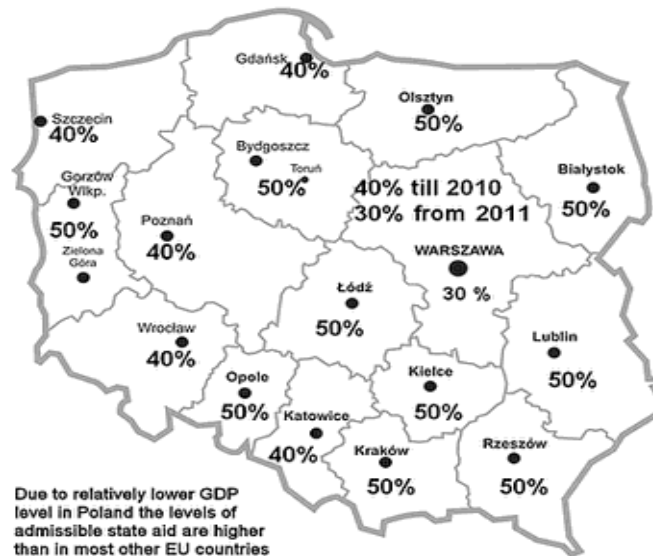 Gdańsk
40%
Szczecin
40%
Olsztyn
50%
Bydgoszcz
Toruń
50%
Białystok
50%
Gorzów
Wlkp.
50%
Zielona
Góra
Poznań
40%
40% till 2010
30% from 2011
WARSZAWA
30 %
Łódź
50%
Wrocław
40%
Lublin
50%
Opole
50%
Kielce
50%
Katowice
40%
Kraków
50%
Rzeszów
50%
Due to relatively lower GDP
level in Poland the levels of
admissible state aid are higher
than in most other EU countries